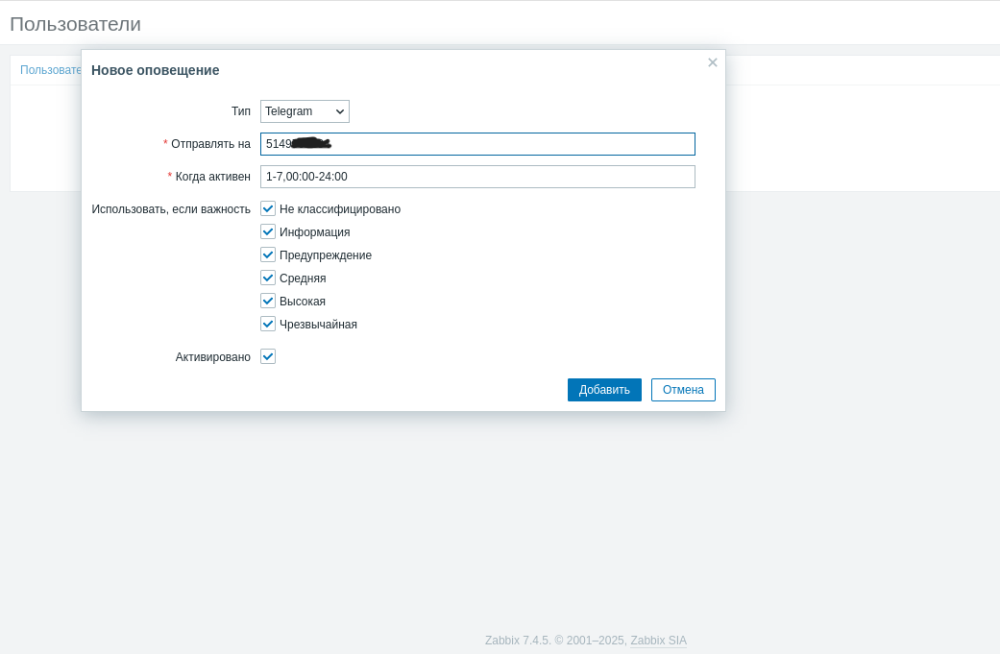 Пользователи
Пользовате
Новое оповещение
Тип Telegram
* Отправлять на 5149
* Когда активен 1-7,00:00-24:00
Использовать, если важность Не классифицировано
Информация
Предупреждение
Средняя
Высокая
Чрезвычайная
Активировано
Добавить Отмена
Zabbix 7.4.5. © 2001–2025, Zabbix SIA